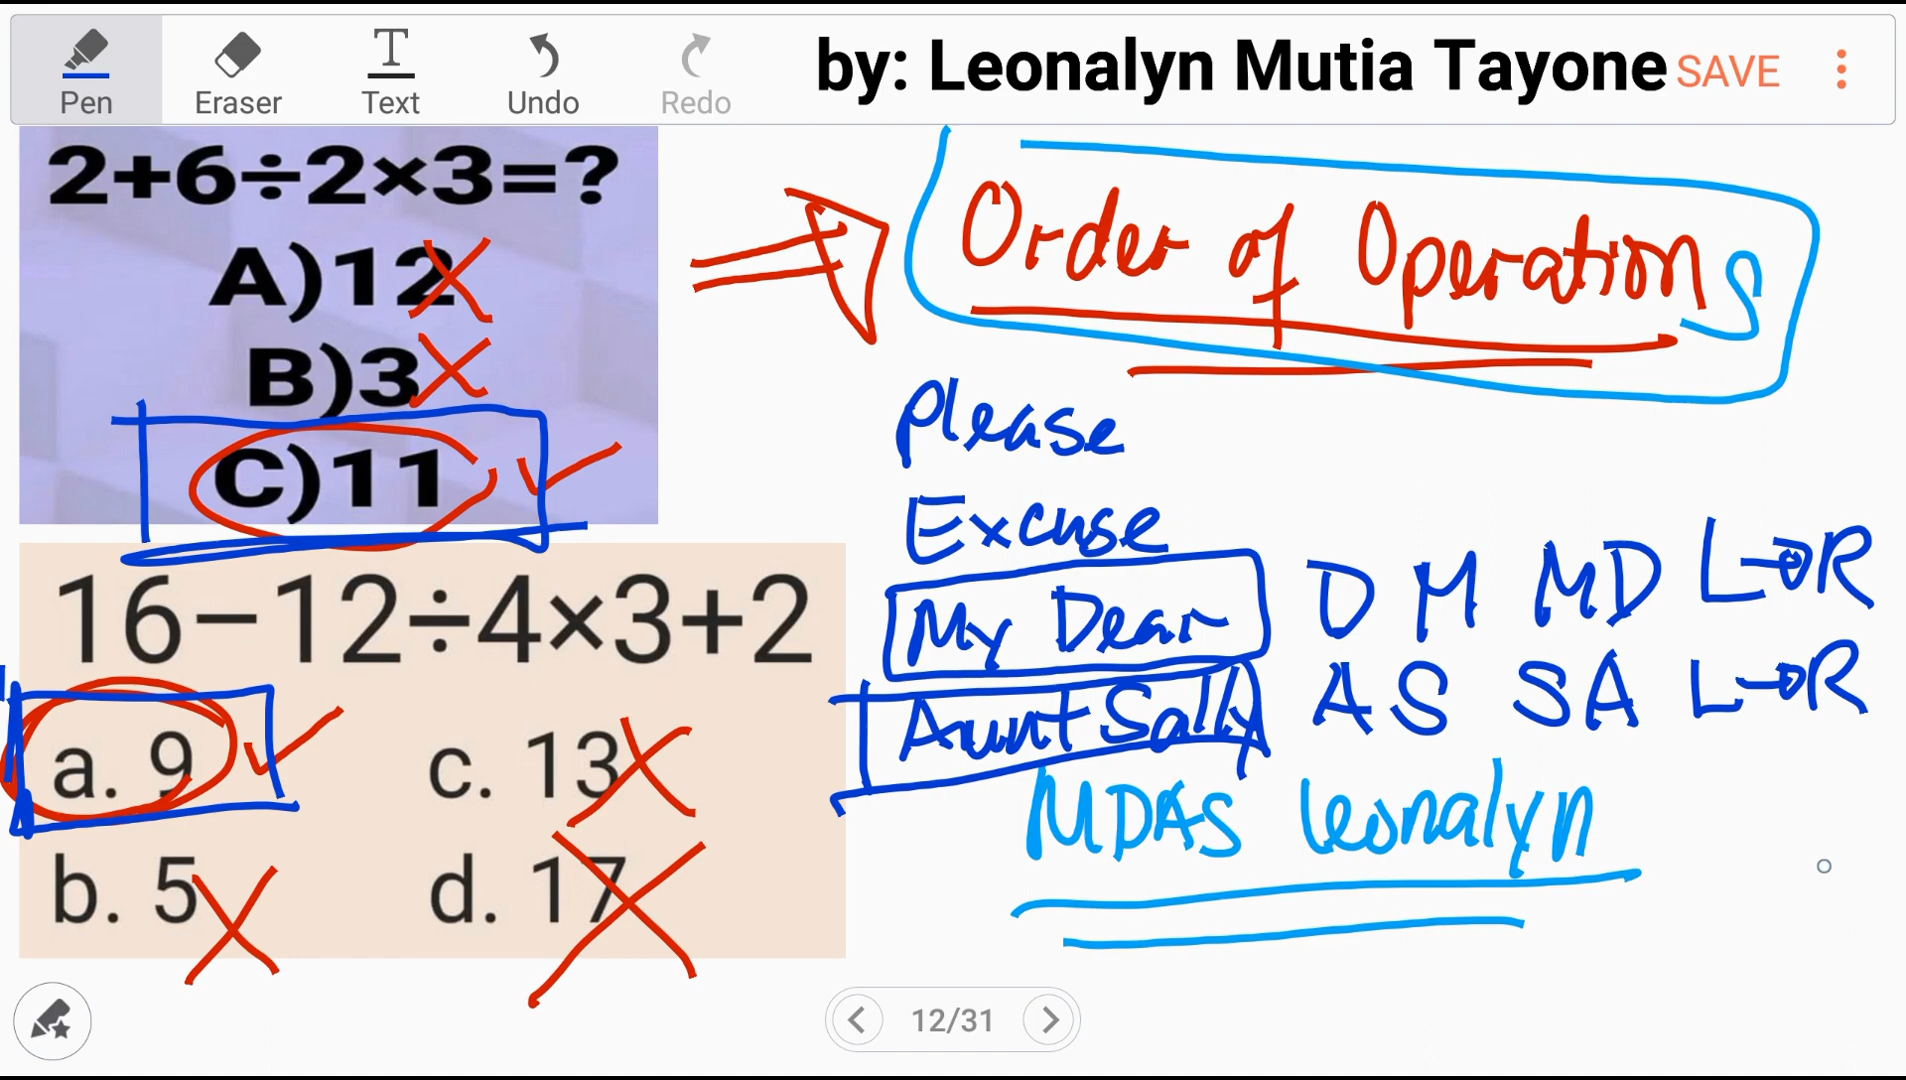 Pen Eraser Text Undo Redo by: Leonalyn Mutia Tayone SAVE
2+6÷2×3=?
A)12
B)3
C)11
16−12÷4×3+2
a. 9 c. 13
b. 5 d. 17
Order of Operations
Please
Excuse
My Dear D M MD L→R
Aunt Sally AS SA L→R
MDAS leonalyn
12/31